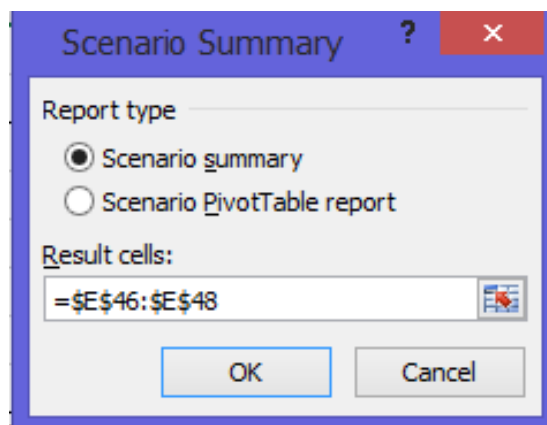 Scenario Summary ? ×
Report type
Scenario summary
Scenario PivotTable report
Result cells:
=$E$46:$E$48
OK Cancel